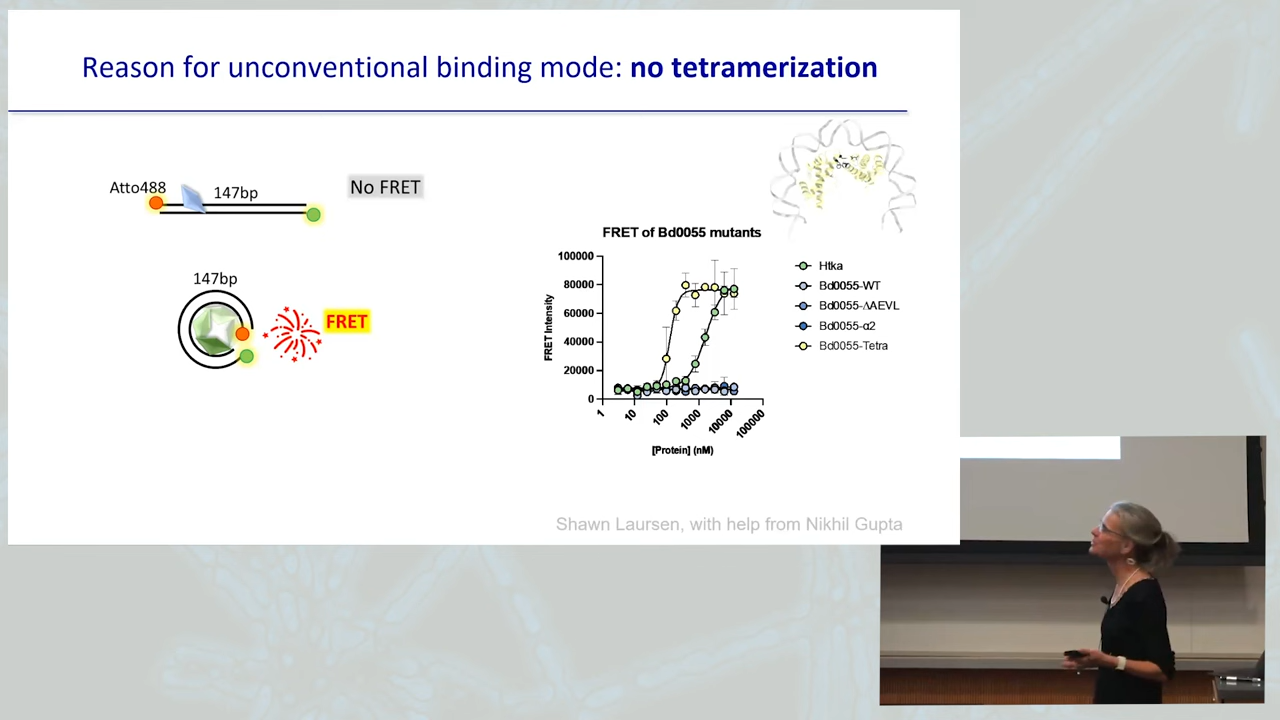 Reason for unconventional binding mode: no tetramerization
Atto488
147bp
No FRET
147bp
FRET
FRET of Bd0055 mutants
FRET Intensity
100000
80000
60000
40000
20000
0
1
10
100
1000
10000
100000
[Protein] (nM)
Htka
Bd0055-WT
Bd0055-ΔAEVL
Bd0055-α2
Bd0055-Tetra
Shawn Laursen, with help from Nikhil Gupta